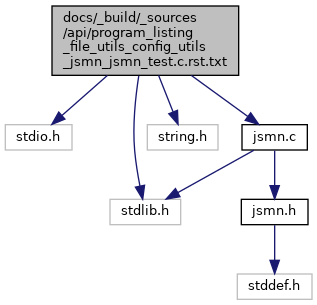 docs/_build/_sources
/api/program_listing
_file_utils_config_utils
_jsmn_jsmn_test.c.rst.txt
stdio.h
string.h
jsmn.c
stdlib.h
jsmn.h
stddef.h